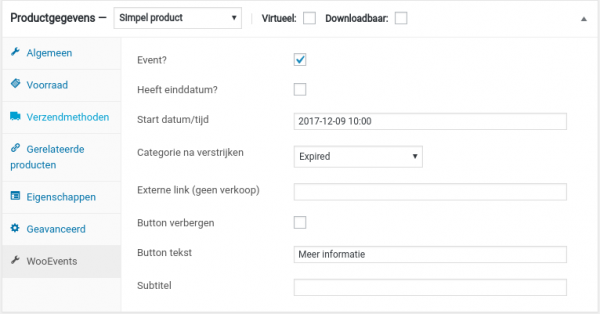 Productgegevens — Simpel product Virtueel: Downloadbaar:
Algemeen
Voorraad
Verzendmethoden
Gerelateerde
producten
Eigenschappen
Geavanceerd
WooEvents
Event?
Heeft einddatum?
Start datum/tijd 2017-12-09 10:00
Categorie na verstrijken Expired
Externe link (geen verkoop)
Button verbergen
Button tekst Meer informatie
Subtitel